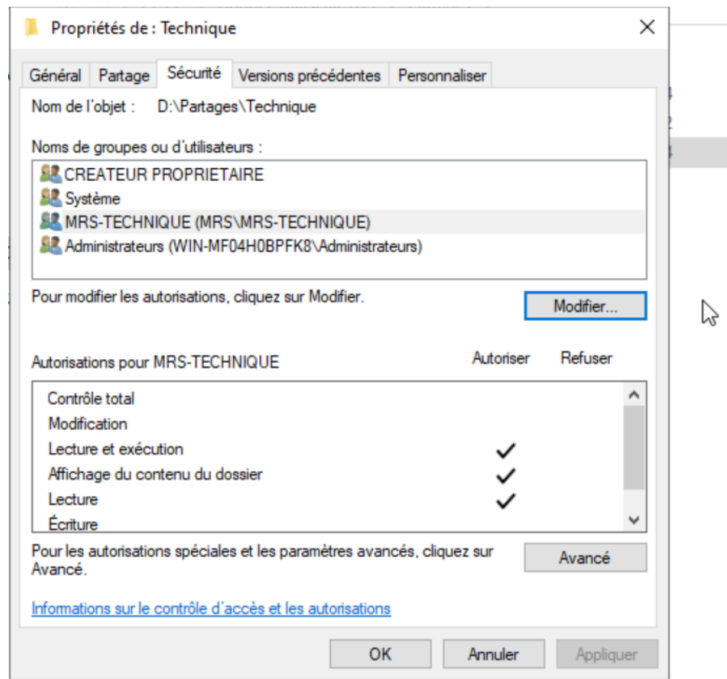 Propriétés de : Technique
Général Partage Sécurité Versions précédentes Personnaliser
Nom de l'objet : D:\Partages\Technique
Noms de groupes ou d'utilisateurs :
CREATEUR PROPRIETAIRE
Système
MRS-TECHNIQUE (MRS\MRS-TECHNIQUE)
Administrateurs (WIN-MF04H0BPFK8\Administrateurs)
Pour modifier les autorisations, cliquez sur Modifier.
Modifier...
Autorisations pour MRS-TECHNIQUE Autoriser Refuser
Contrôle total
Modification
Lecture et exécution
Affichage du contenu du dossier
Lecture
Écriture
Pour les autorisations spéciales et les paramètres avancés, cliquez sur
Avancé.
Avancé
Informations sur le contrôle d'accès et les autorisations
OK Annuler Appliquer